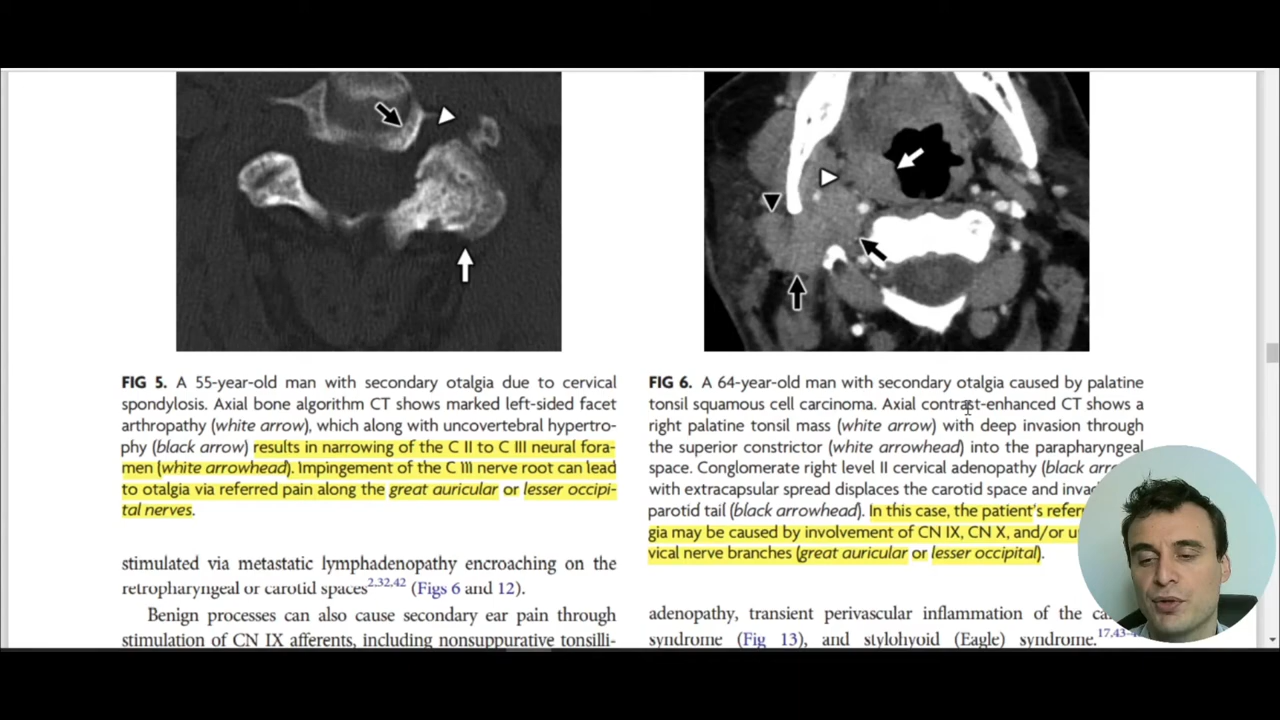 FIG 5. A 55-year-old man with secondary otalgia due to cervical
spondylosis. Axial bone algorithm CT shows marked left-sided facet
arthropathy (white arrow), which along with uncovertebral hypertro-
phy (black arrow) results in narrowing of the C II to C III neural fora-
men (white arrowhead). Impingement of the C III nerve root can lead
to otalgia via referred pain along the great auricular or lesser occipi-
tal nerves.
stimulated via metastatic lymphadenopathy encroaching on the
retropharyngeal or carotid spaces2,32,42 (Figs 6 and 12).
Benign processes can also cause secondary ear pain through
stimulation of CN IX afferents, including nonsuppurative tonsilli-
FIG 6. A 64-year-old man with secondary otalgia caused by palatine
tonsil squamous cell carcinoma. Axial contrast-enhanced CT shows a
right palatine tonsil mass (white arrow) with deep invasion through
the superior constrictor (white arrowhead) into the parapharyngeal
space. Conglomerate right level II cervical adenopathy (black
with extracapsular spread displaces the carotid space and
parotid tail (black arrowhead). In this case, the patient's
gia may be caused by involvement of CN IX, CN X, and/or
vical nerve branches (great auricular or lesser occipital).
adenopathy, transient perivascular inflammation of the
syndrome (Fig 13), and stylohyoid (Eagle) syndrome.